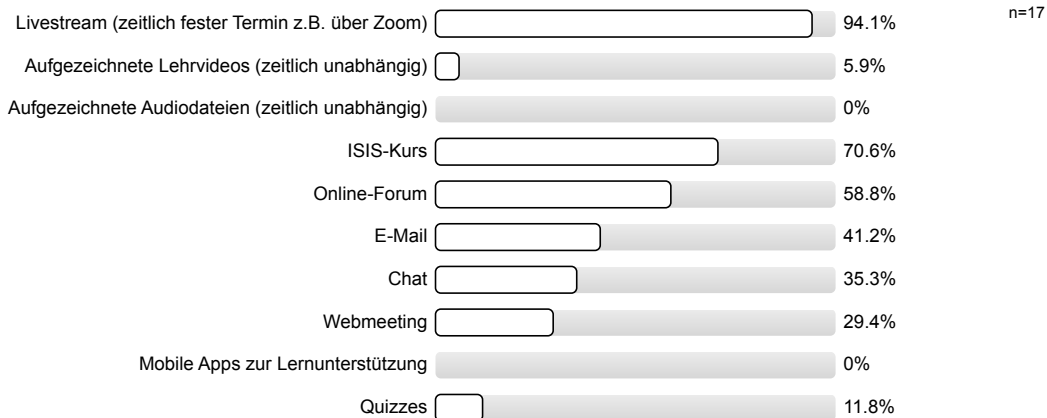 Livestream (zeitlich fester Termin z.B. über Zoom) 94.1% n=17
Aufgezeichnete Lehrvideos (zeitlich unabhängig) 5.9%
Aufgezeichnete Audiodateien (zeitlich unabhängig) 0%
ISIS-Kurs 70.6%
Online-Forum 58.8%
E-Mail 41.2%
Chat 35.3%
Webmeeting 29.4%
Mobile Apps zur Lernunterstützung 0%
Quizzes 11.8%